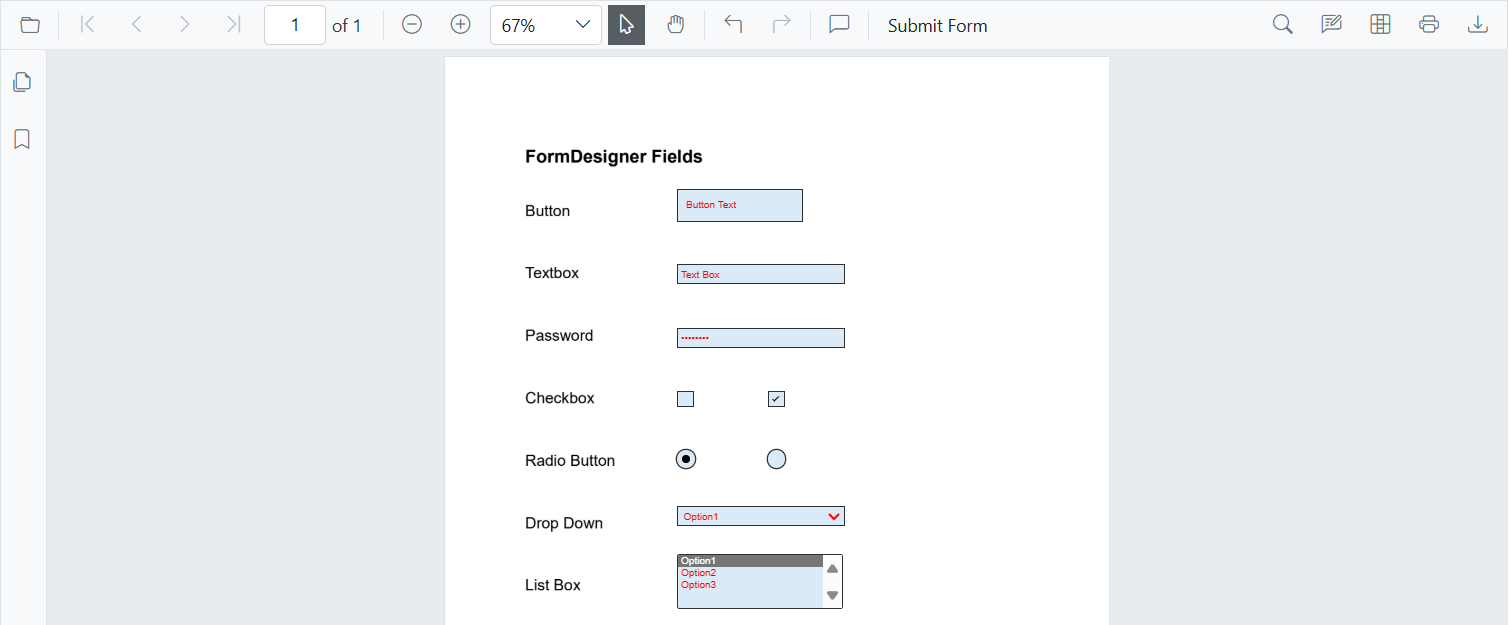 1 of 1 67% Submit Form
FormDesigner Fields
Button Button Text
Textbox Text Box
Password ••••••••
Checkbox
Radio Button
Drop Down Option1
Option1
Option2
List Box Option3